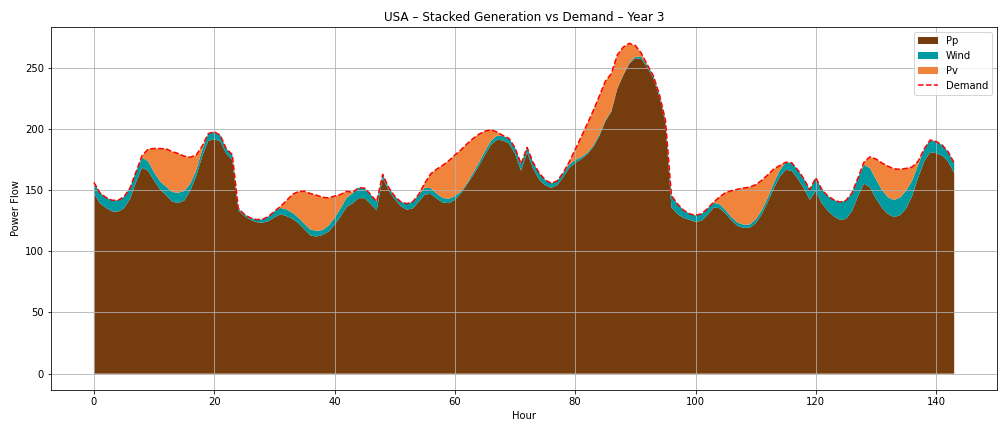 USA – Stacked Generation vs Demand – Year 3
Pp
Wind
Pv
Demand
Power Flow
250
200
150
100
50
0
0 20 40 60 80 100 120 140
Hour